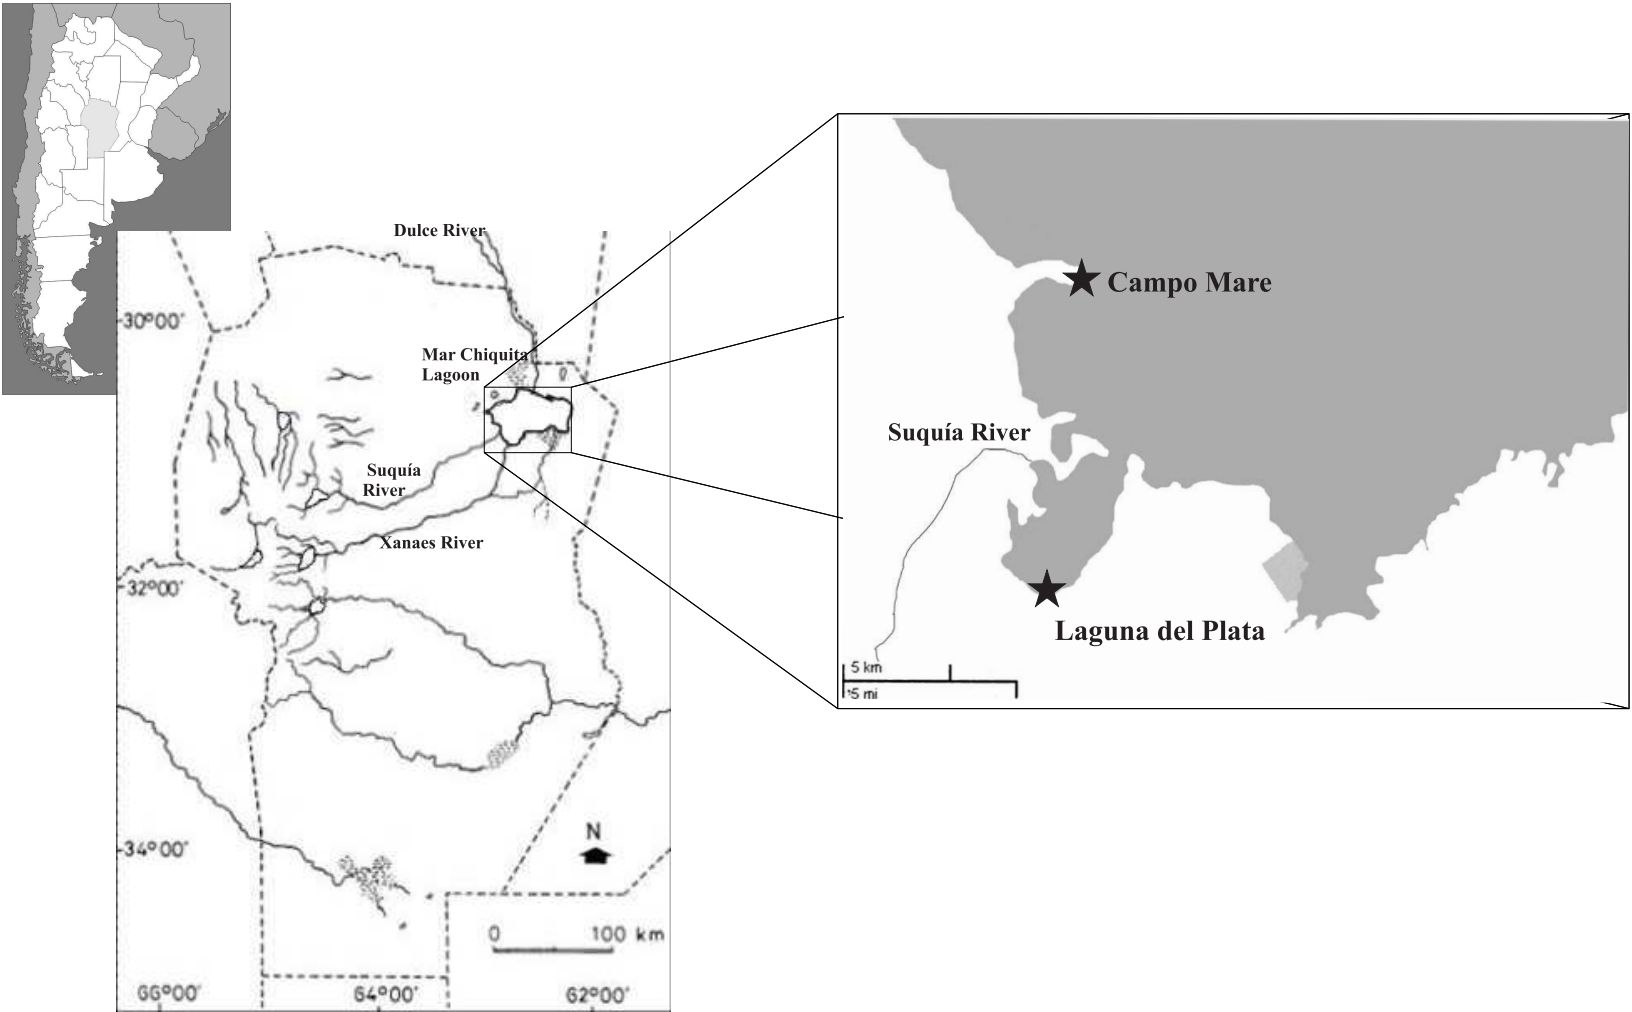 Dulce River
30°00'
Mar Chiquita
Lagoon
Suquía
River
Xanaes River
32°00'
34°00'
N
0 100 km
66°00' 64°00' 62°00'
Campo Mare
Suquía River
Laguna del Plata
5 km
5 mi